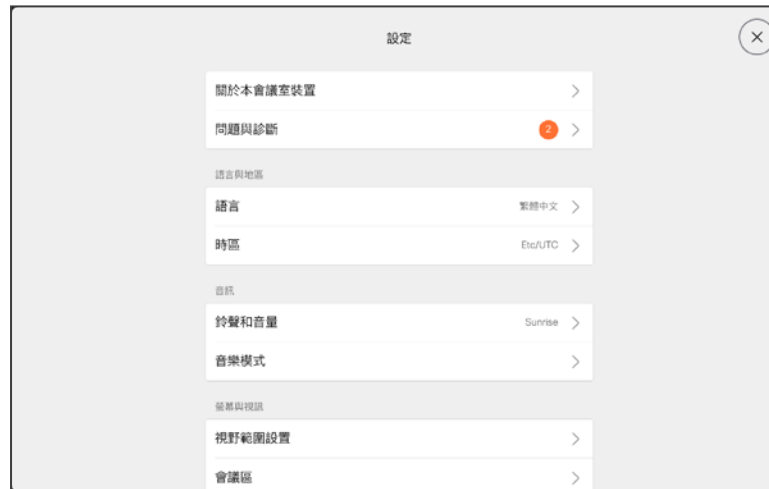 設定
關於本會議室裝置
問題與診斷 2
語言與地區
語言 繁體中文
時區 Etc/UTC
音訊
鈴聲和音量 Sunrise
音樂模式
螢幕與視訊
視野範圍設置
會議區